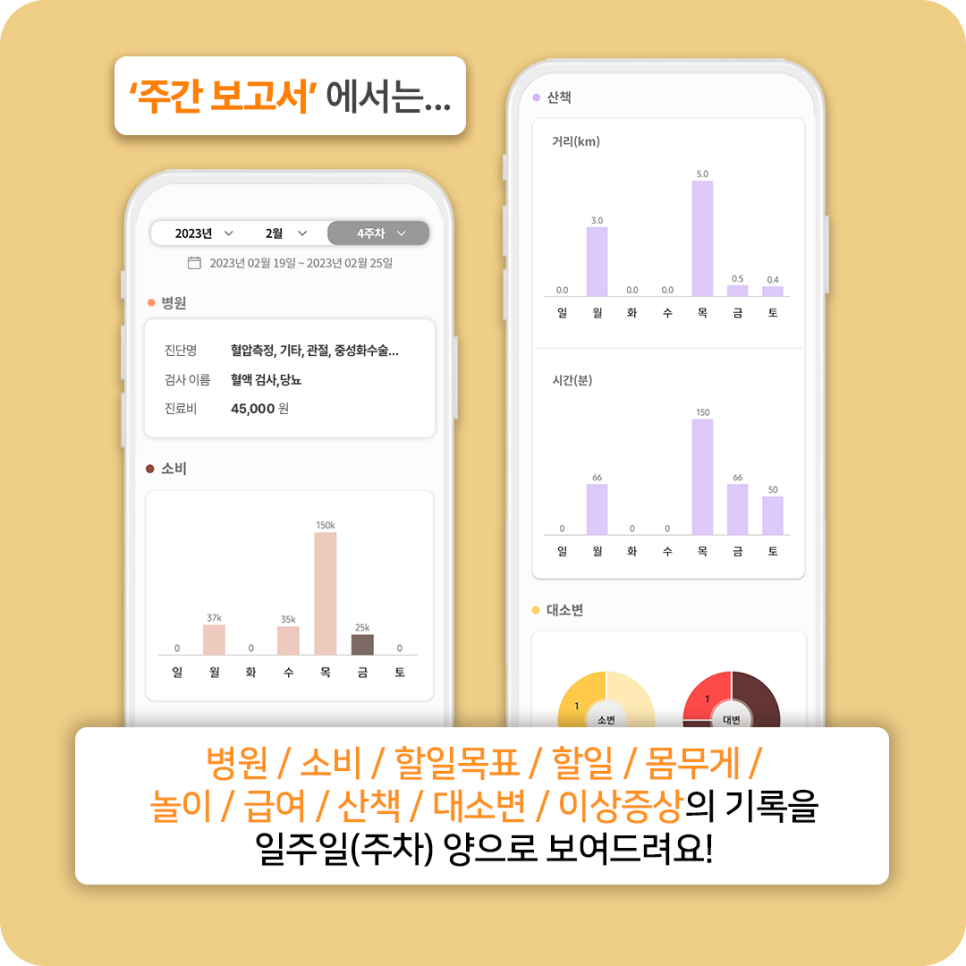 ‘주간 보고서’ 에서는...
2023년 2월 4주차
2023년 02월 19일 ~ 2023년 02월 25일
병원
진단명 혈압측정, 기타, 관절, 중성화수술...
검사 이름 혈액 검사,당뇨
진료비 45,000 원
소비
150k
37k
35k
25k
0 0 0
일 월 화 수 목 금 토
산책
거리(km)
5.0
3.0
0.5 0.4
0.0 0.0 0.0
일 월 화 수 목 금 토
시간(분)
150
66 66
50
0 0 0
일 월 화 수 목 금 토
대소변
1 소변
1 대변
병원 / 소비 / 할일목표 / 할일 / 몸무게 /
놀이 / 급여 / 산책 / 대소변 / 이상증상의 기록을
일주일(주차) 양으로 보여드려요!